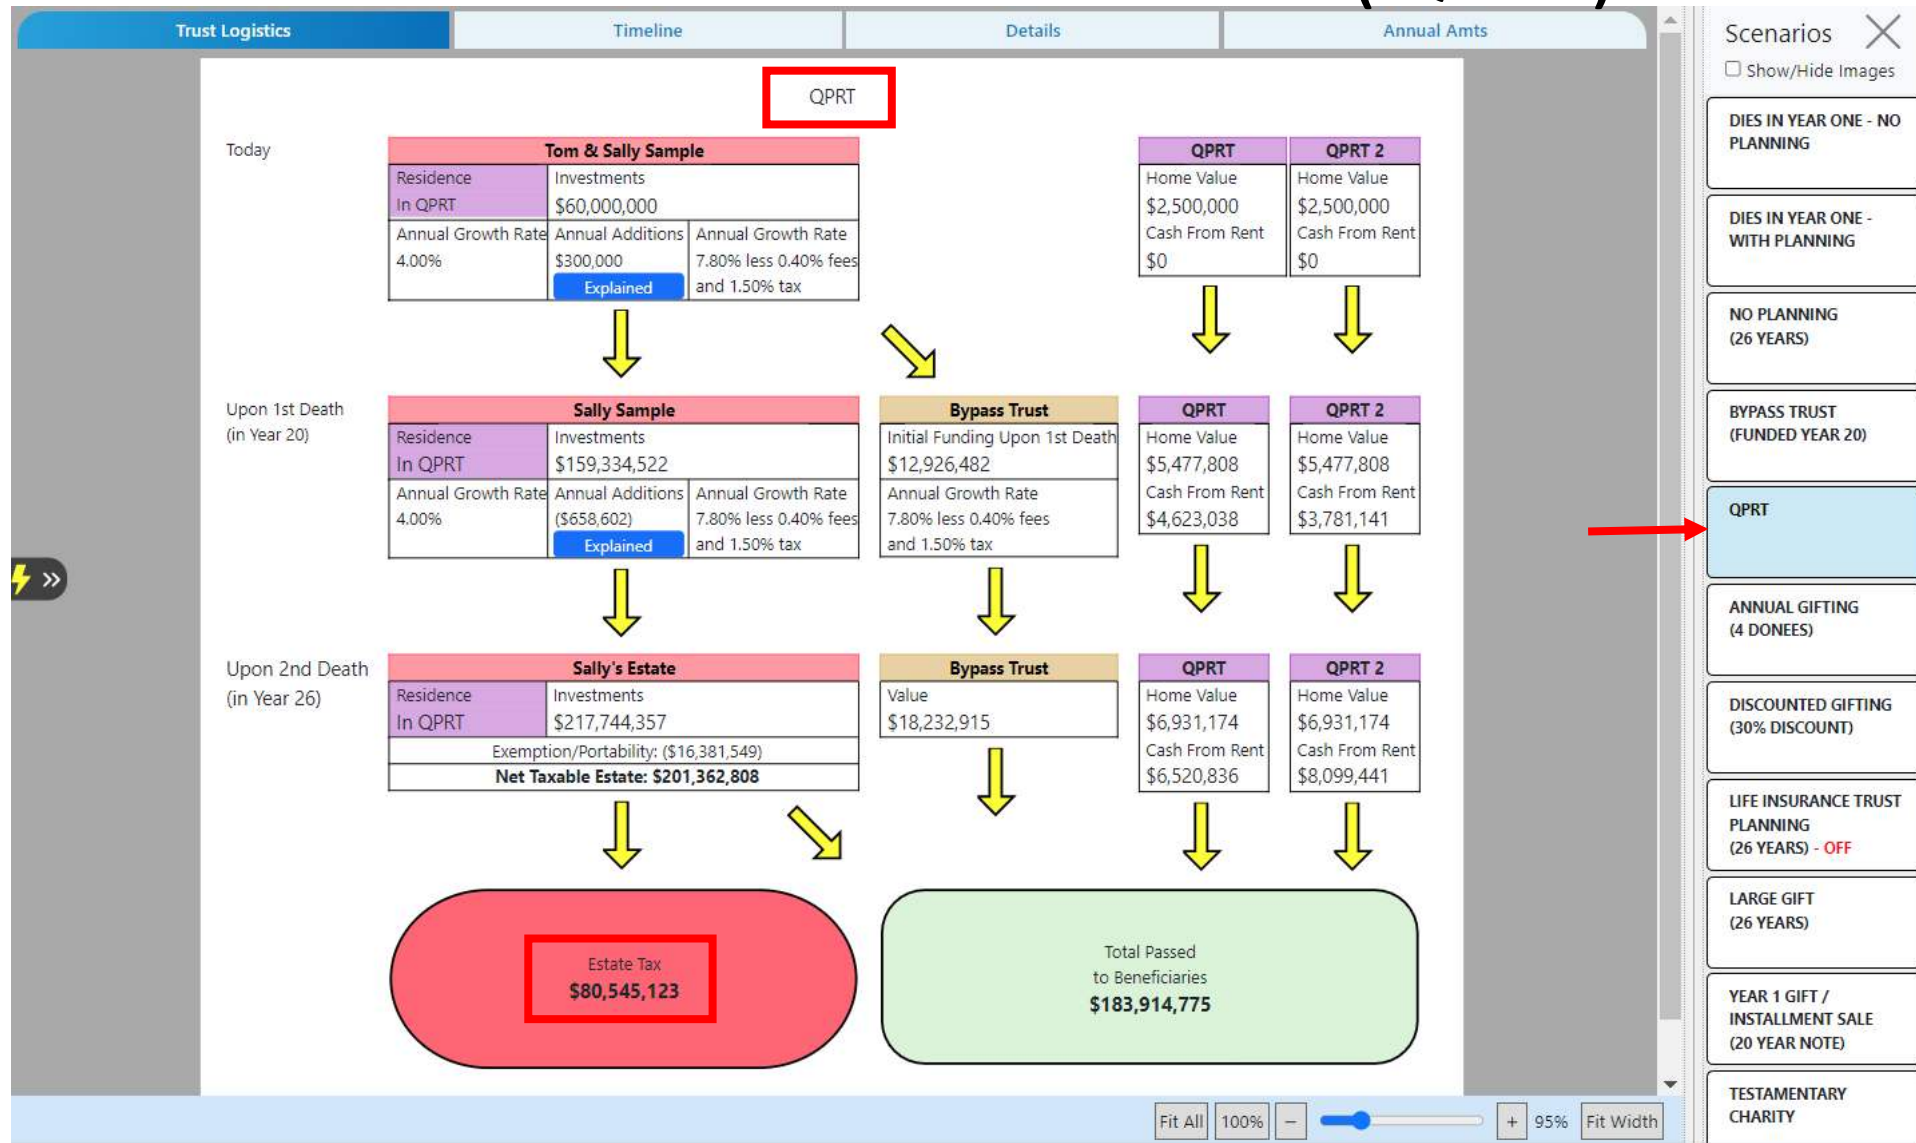 Trust Logistics
Timeline
Details
Annual Amts
QPRT
Today
Tom & Sally Sample
Residence
In QPRT
Investments
$60,000,000
Annual Growth Rate
4.00%
Annual Additions
$300,000
Explained
Annual Growth Rate
7.80% less 0.40% fees
and 1.50% tax
QPRT
Home Value
$2,500,000
Cash From Rent
$0
QPRT 2
Home Value
$2,500,000
Cash From Rent
$0
Upon 1st Death
(in Year 20)
Sally Sample
Residence
In QPRT
Investments
$159,334,522
Annual Growth Rate
4.00%
Annual Additions
($658,602)
Explained
Annual Growth Rate
7.80% less 0.40% fees
and 1.50% tax
Bypass Trust
Initial Funding Upon 1st Death
$12,926,482
Annual Growth Rate
7.80% less 0.40% fees
and 1.50% tax
QPRT
Home Value
$5,477,808
Cash From Rent
$4,623,038
QPRT 2
Home Value
$5,477,808
Cash From Rent
$3,781,141
Upon 2nd Death
(in Year 26)
Sally's Estate
Residence
In QPRT
Investments
$217,744,357
Exemption/Portability: ($16,381,549)
Net Taxable Estate: $201,362,808
Bypass Trust
Value
$18,232,915
QPRT
Home Value
$6,931,174
Cash From Rent
$6,520,836
QPRT 2
Home Value
$6,931,174
Cash From Rent
$8,099,441
Estate Tax
$80,545,123
Total Passed
to Beneficiaries
$183,914,775
Fit All
100%
−
+
95%
Fit Width
Scenarios
Show/Hide Images
DIES IN YEAR ONE - NO
PLANNING
DIES IN YEAR ONE -
WITH PLANNING
NO PLANNING
(26 YEARS)
BYPASS TRUST
(FUNDED YEAR 20)
QPRT
ANNUAL GIFTING
(4 DONEES)
DISCOUNTED GIFTING
(30% DISCOUNT)
LIFE INSURANCE TRUST
PLANNING
(26 YEARS) - OFF
LARGE GIFT
(26 YEARS)
YEAR 1 GIFT /
INSTALLMENT SALE
(20 YEAR NOTE)
TESTAMENTARY
CHARITY